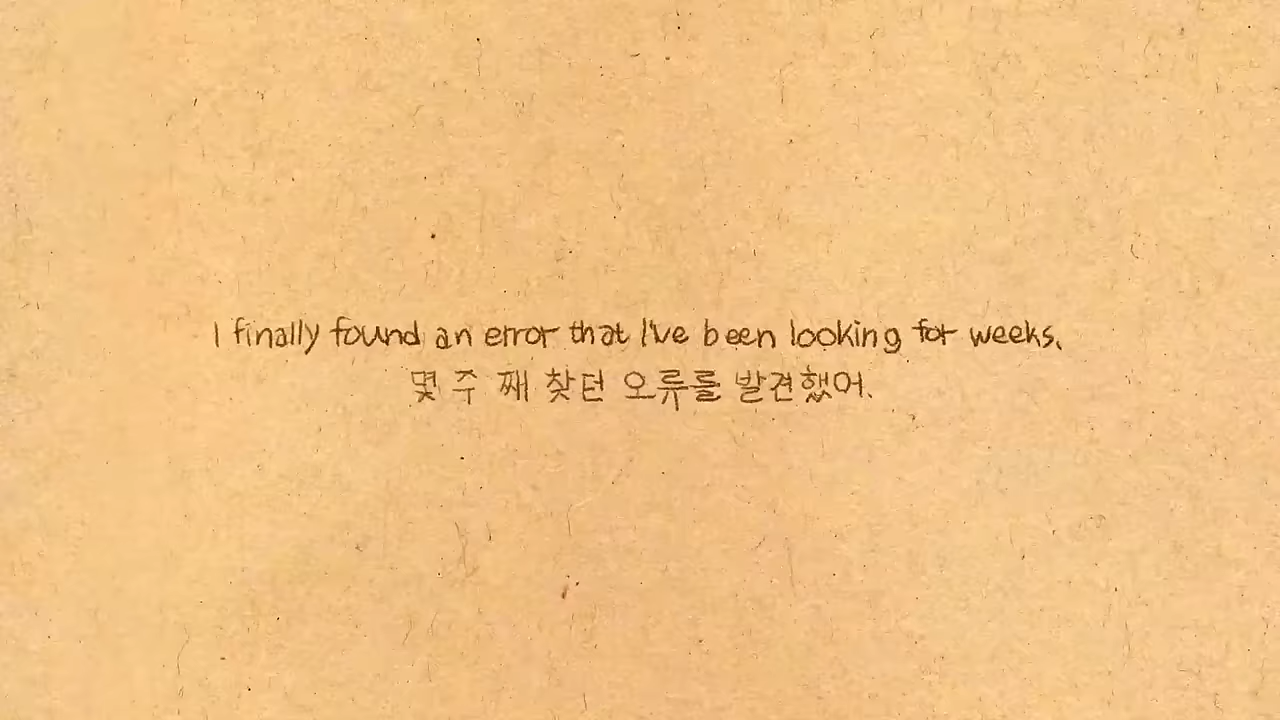 I finally found an error that I've been looking for weeks.
몇 주 째 찾던 오류를 발견했어.